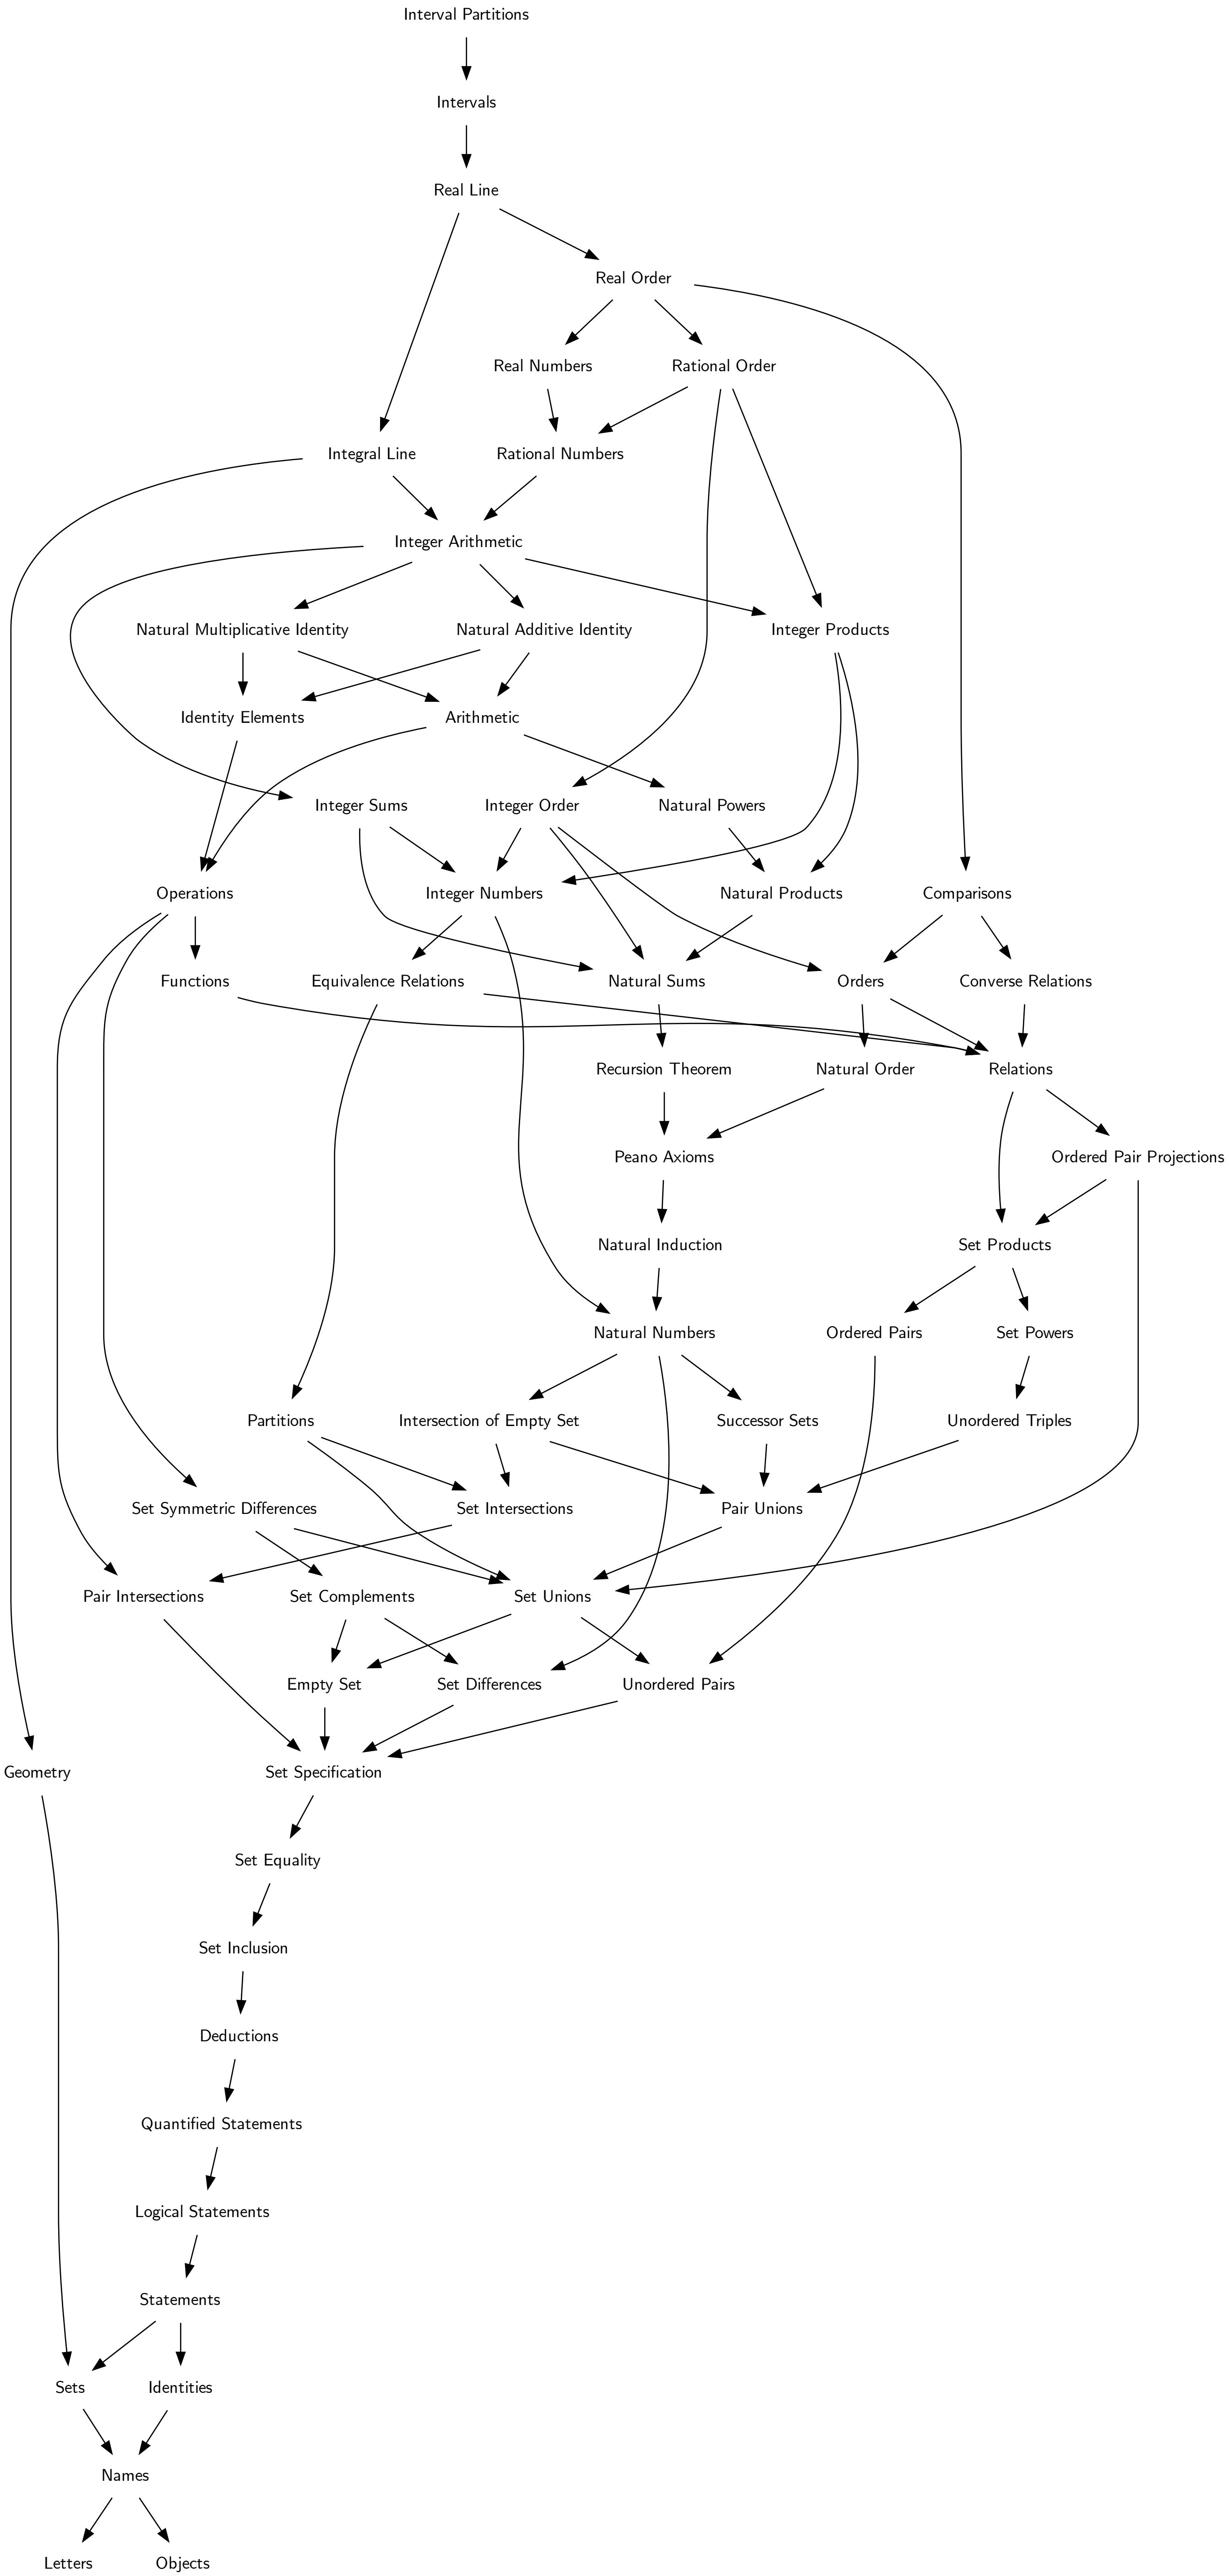 Interval Partitions
Intervals
Real Line
Real Order
Real Numbers
Rational Order
Integral Line
Rational Numbers
Integer Arithmetic
Natural Multiplicative Identity
Natural Additive Identity
Integer Products
Identity Elements
Arithmetic
Integer Sums
Integer Order
Natural Powers
Operations
Integer Numbers
Natural Products
Comparisons
Functions
Equivalence Relations
Natural Sums
Orders
Converse Relations
Recursion Theorem
Natural Order
Relations
Peano Axioms
Ordered Pair Projections
Natural Induction
Set Products
Natural Numbers
Ordered Pairs
Set Powers
Partitions
Intersection of Empty Set
Successor Sets
Unordered Triples
Set Symmetric Differences
Set Intersections
Pair Unions
Pair Intersections
Set Complements
Set Unions
Empty Set
Set Differences
Unordered Pairs
Geometry
Set Specification
Set Equality
Set Inclusion
Deductions
Quantified Statements
Logical Statements
Statements
Sets
Identities
Names
Letters
Objects